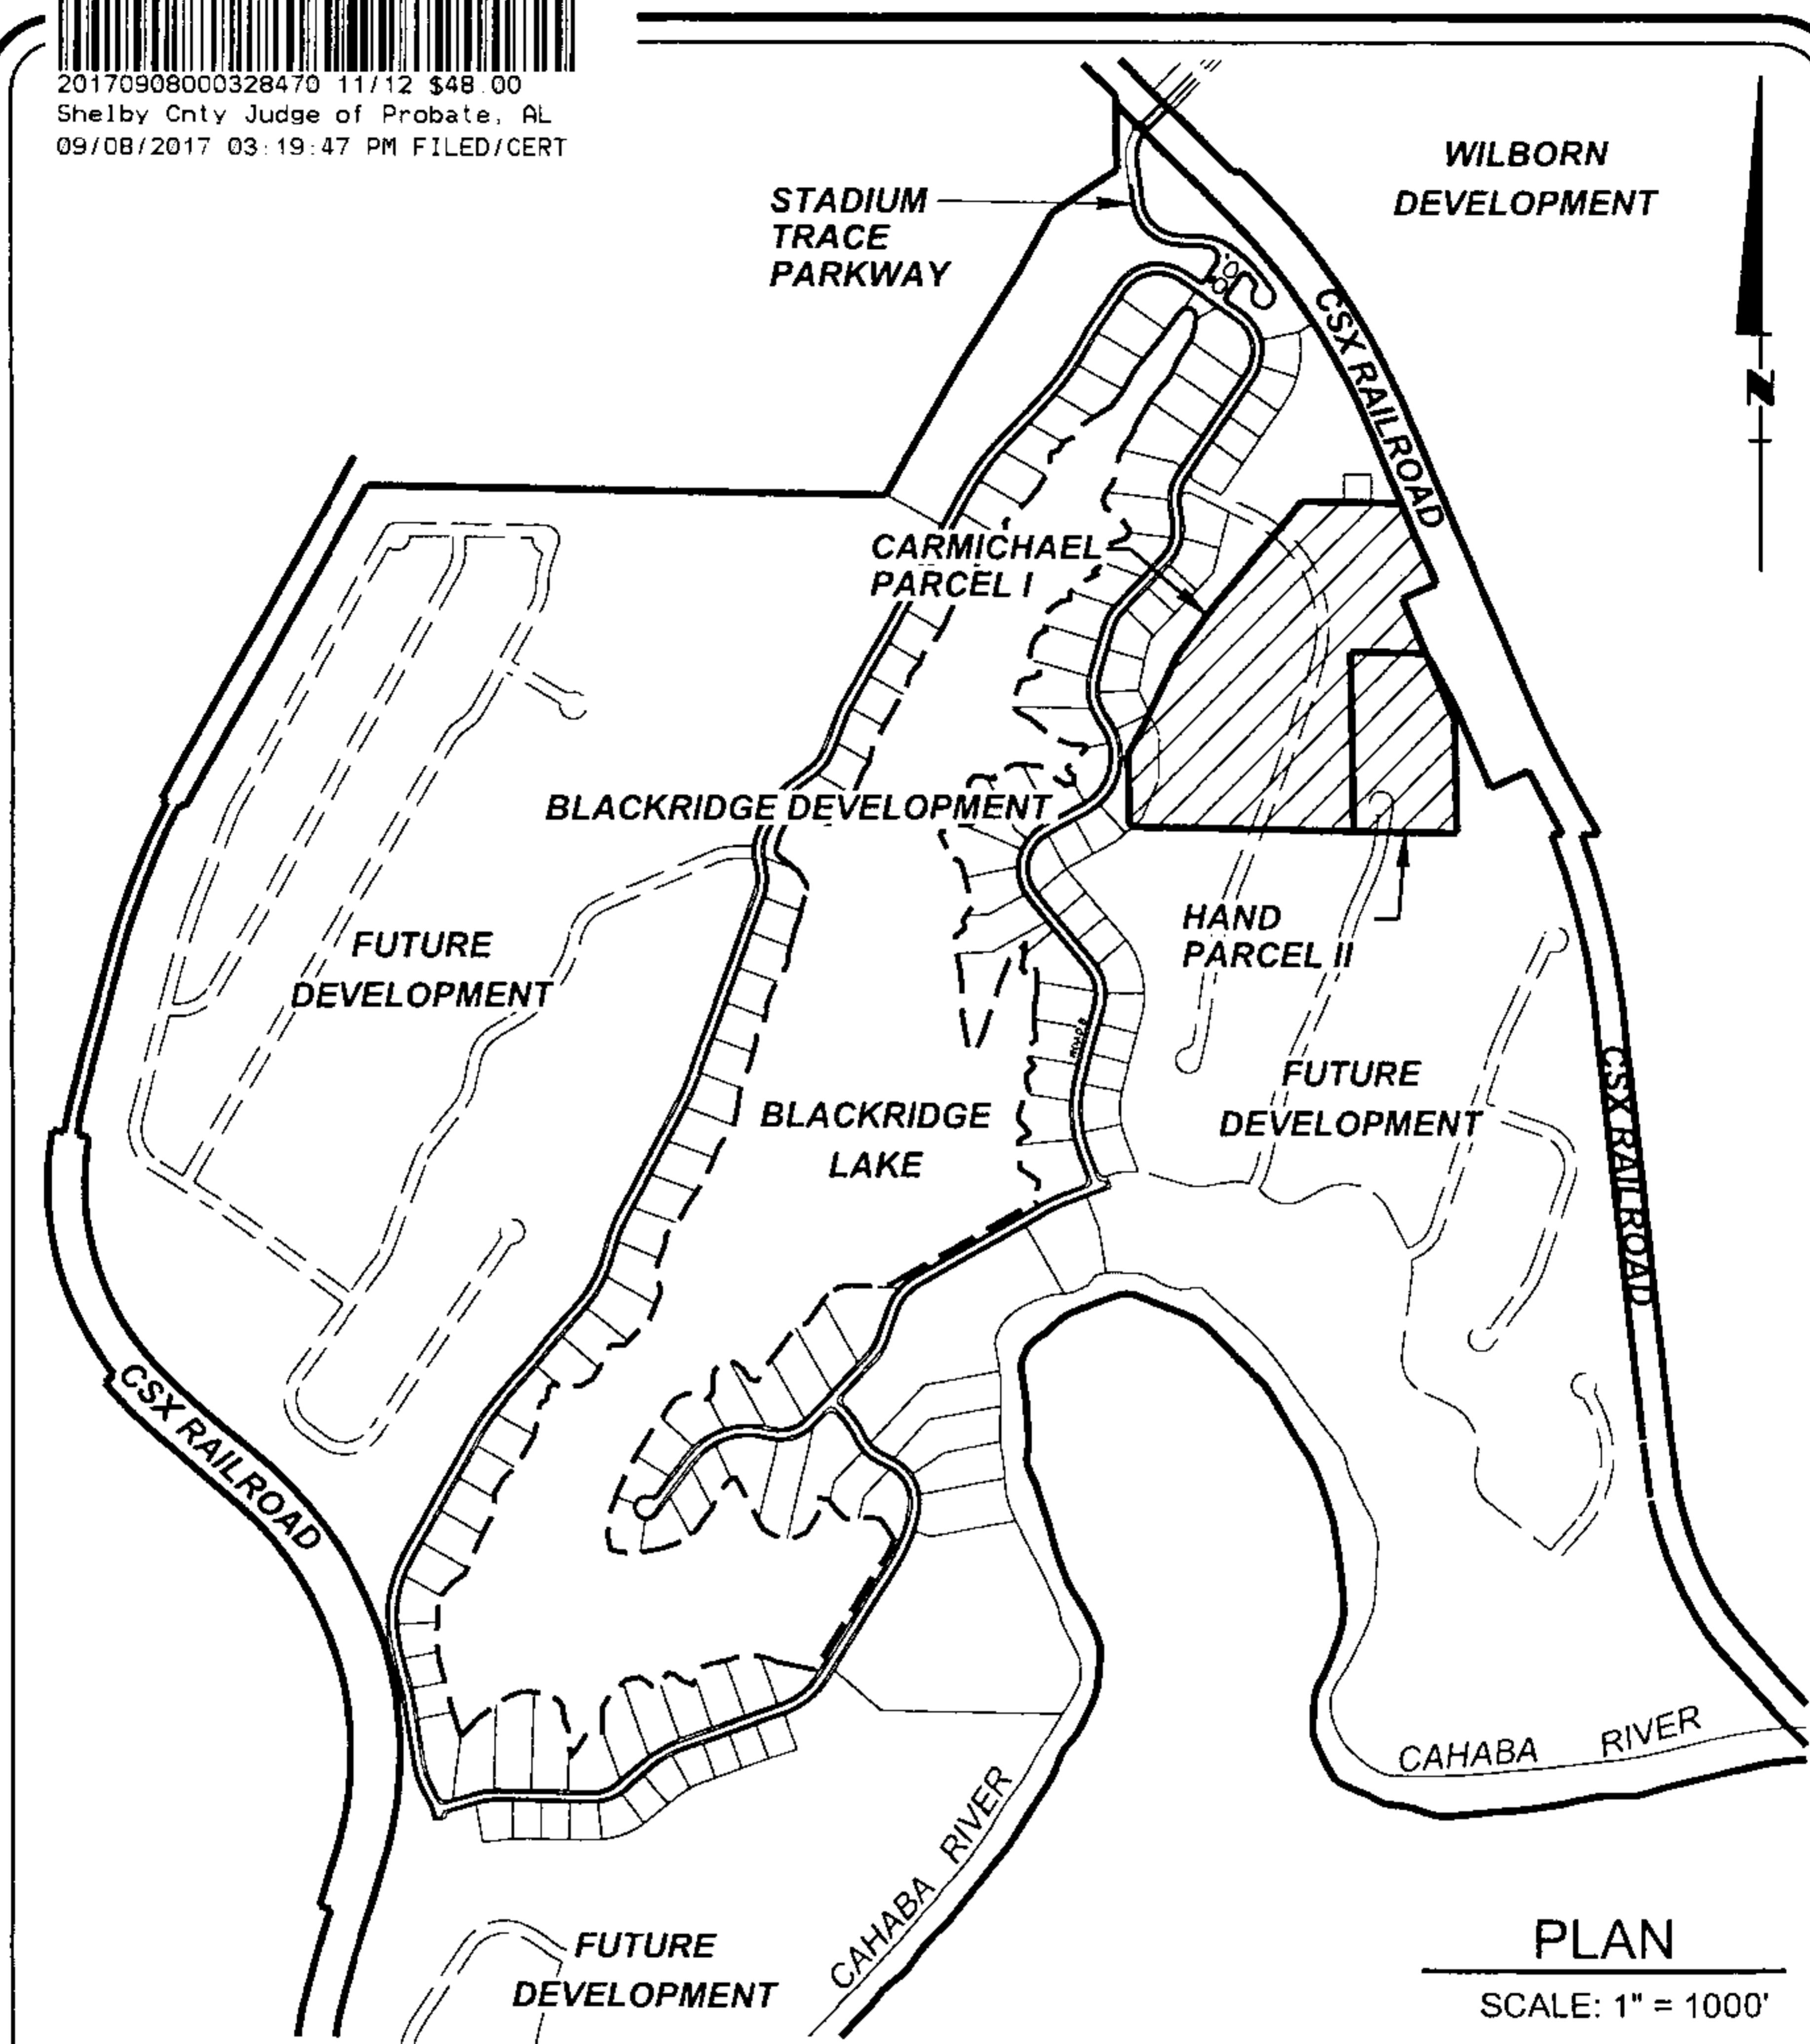 20170908000328470 11/12 $48.00
Shelby Cnty Judge of Probate, AL
09/08/2017 03:19:47 PM FILED/CERT
WILBORN
DEVELOPMENT
STADIUM
TRACE
PARKWAY
CSX RAILROAD
N
CARMICHAEL
PARCEL I
BLACKRIDGE DEVELOPMENT
HAND
PARCEL II
FUTURE
DEVELOPMENT
ROAD B
FUTURE
DEVELOPMENT
CSX RAILROAD
BLACKRIDGE
LAKE
CSX RAILROAD
CAHABA RIVER
CAHABA RIVER
FUTURE
DEVELOPMENT
PLAN
SCALE: 1" = 1000'